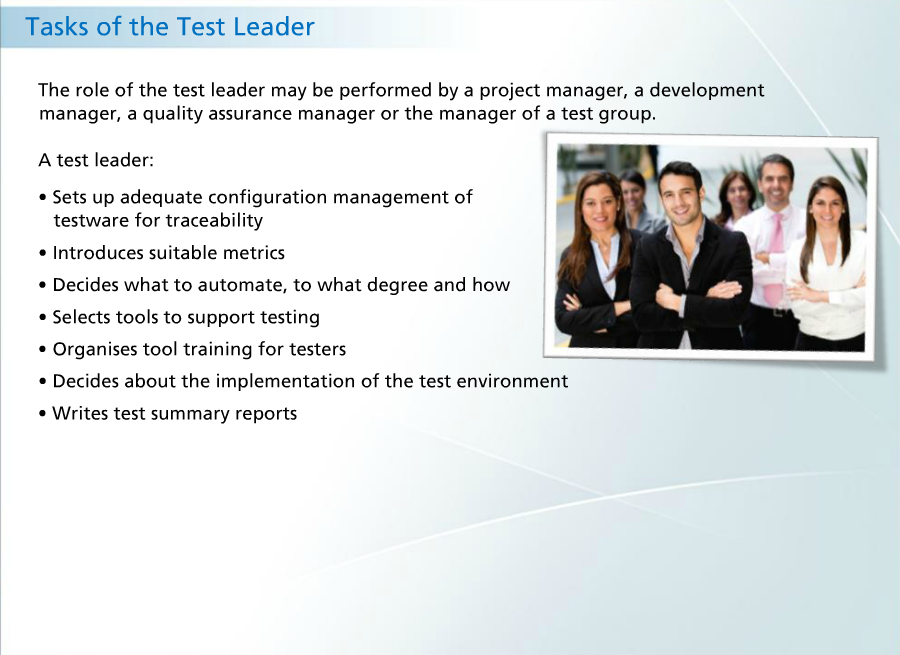 Tasks of the Test Leader
The role of the test leader may be performed by a project manager, a development
manager, a quality assurance manager or the manager of a test group.
A test leader:
• Sets up adequate configuration management of
testware for traceability
• Introduces suitable metrics
• Decides what to automate, to what degree and how
• Selects tools to support testing
• Organises tool training for testers
• Decides about the implementation of the test environment
• Writes test summary reports